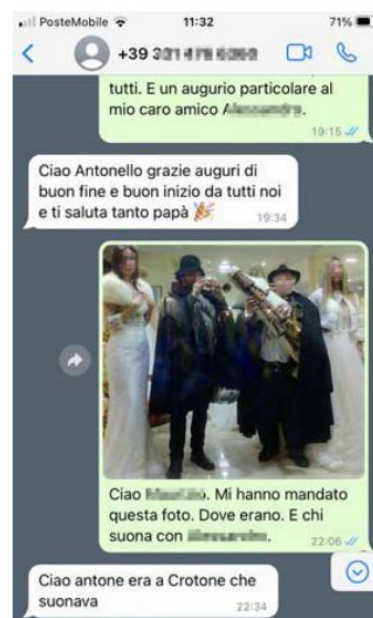 PosteMobile 11:32 71%
+39
tutti. E un augurio particolare al
mio caro amico
19:15
Ciao Antonello grazie auguri di
buon fine e buon inizio da tutti noi
e ti saluta tanto papà 🎉
19:34
Ciao . Mi hanno mandato
questa foto. Dove erano. E chi
suona con .
22:06
Ciao antone era a Crotone che
suonava
22:34